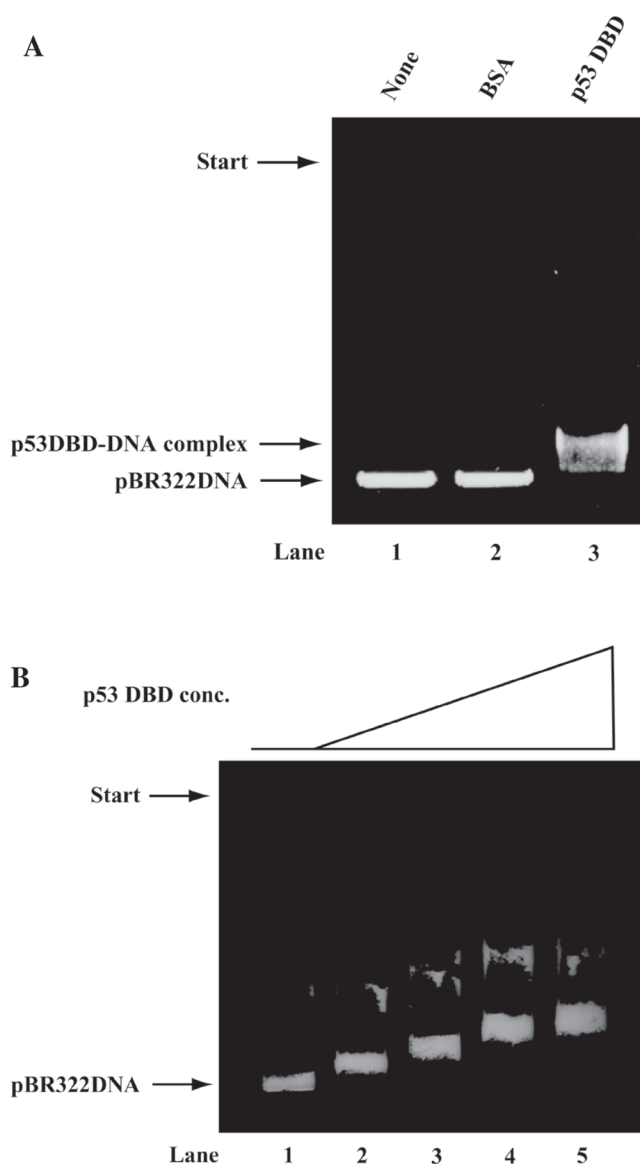 A
None BSA p53 DBD
Start
p53DBD-DNA complex
pBR322DNA
Lane 1 2 3
B
p53 DBD conc.
Start
pBR322DNA
Lane 1 2 3 4 5